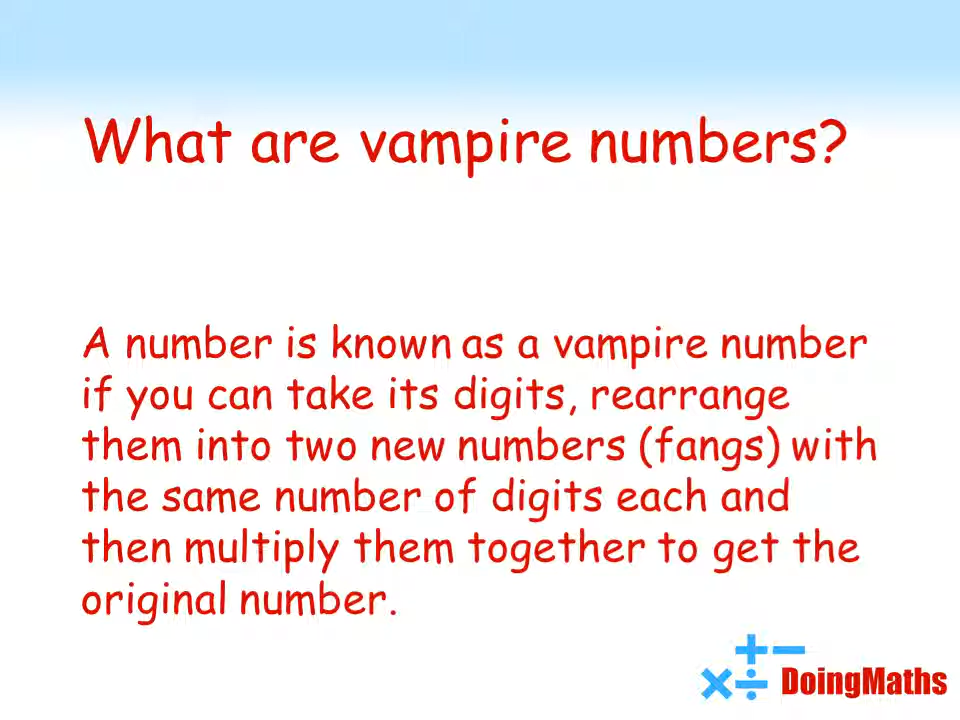 What are vampire numbers?
A number is known as a vampire number
if you can take its digits, rearrange
them into two new numbers (fangs) with
the same number of digits each and
then multiply them together to get the
original number.
+ −
× ÷ DoingMaths